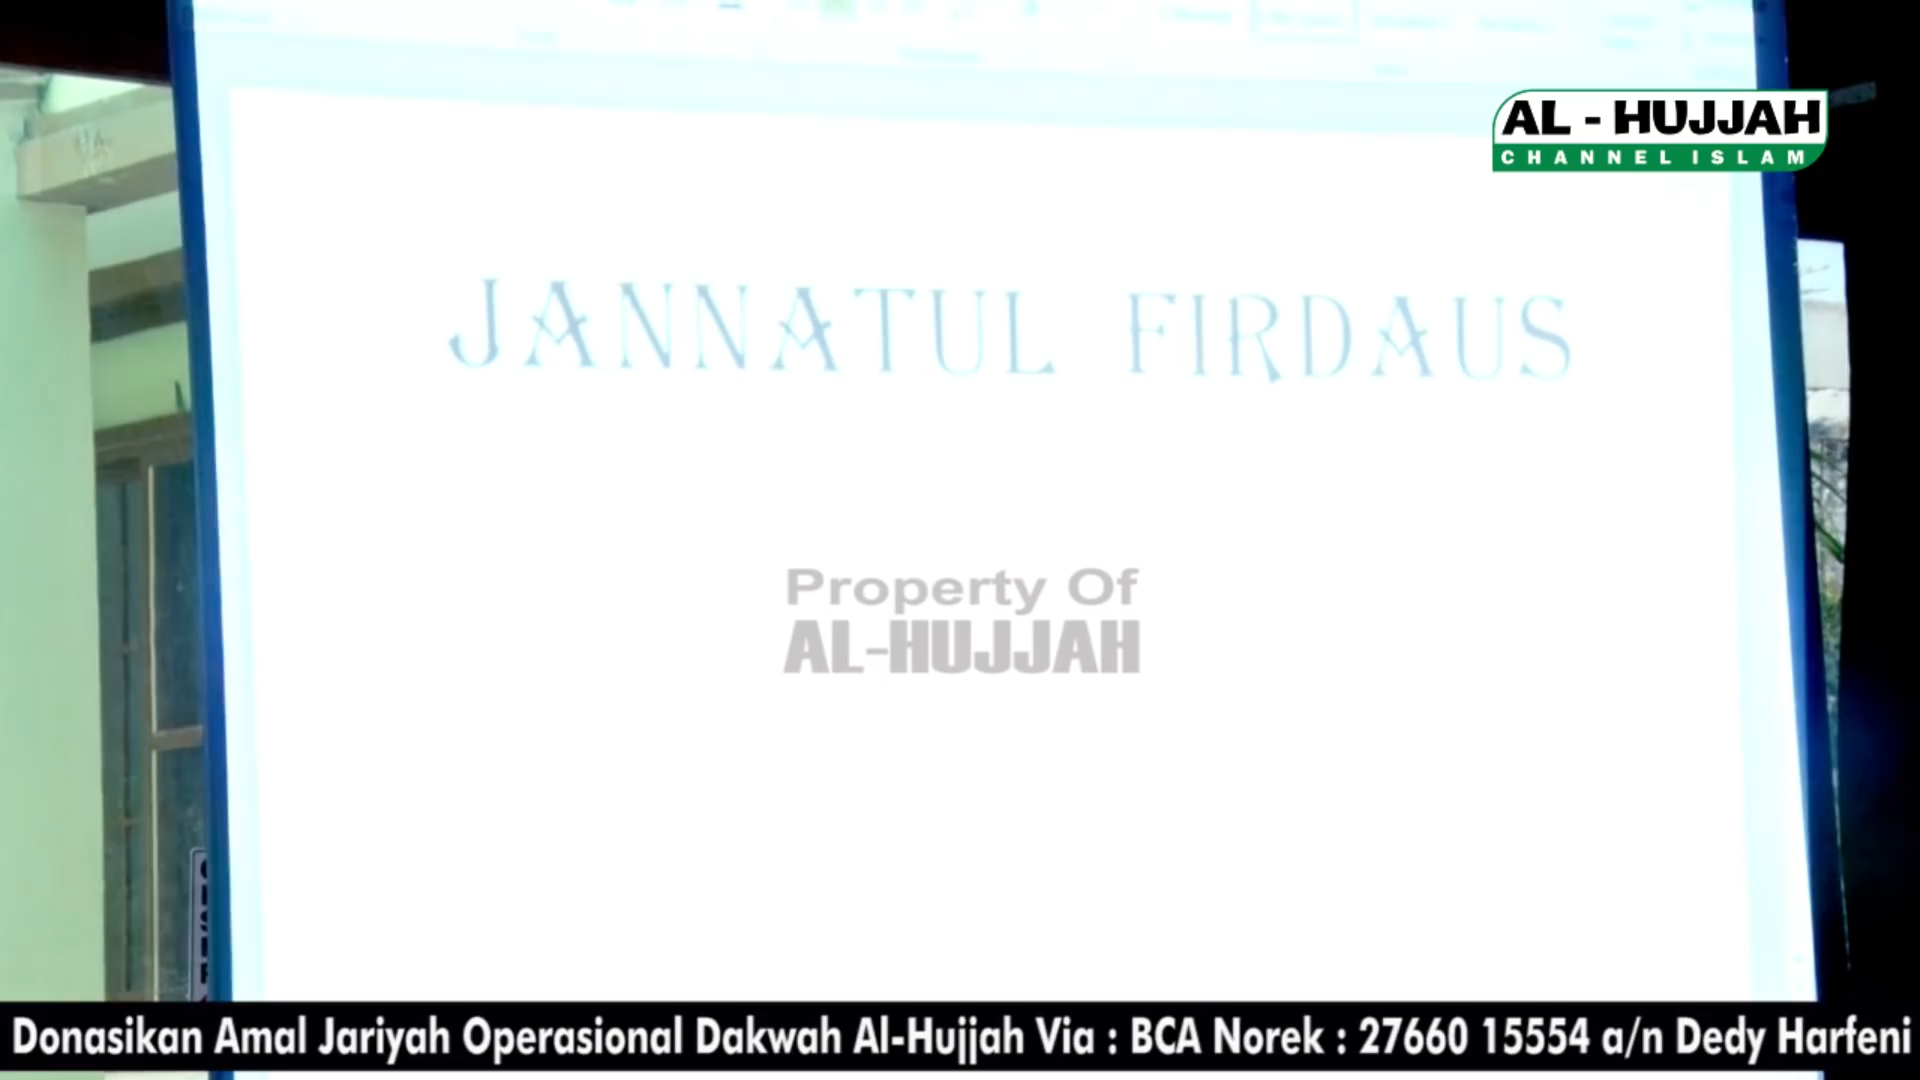 AL - HUJJAH
CHANNEL ISLAM
JANNATUL FIRDAUS
Property Of
AL-HUJJAH
Donasikan Amal Jariyah Operasional Dakwah Al-Hujjah Via : BCA Norek : 27660 15554 a/n Dedy Harfeni